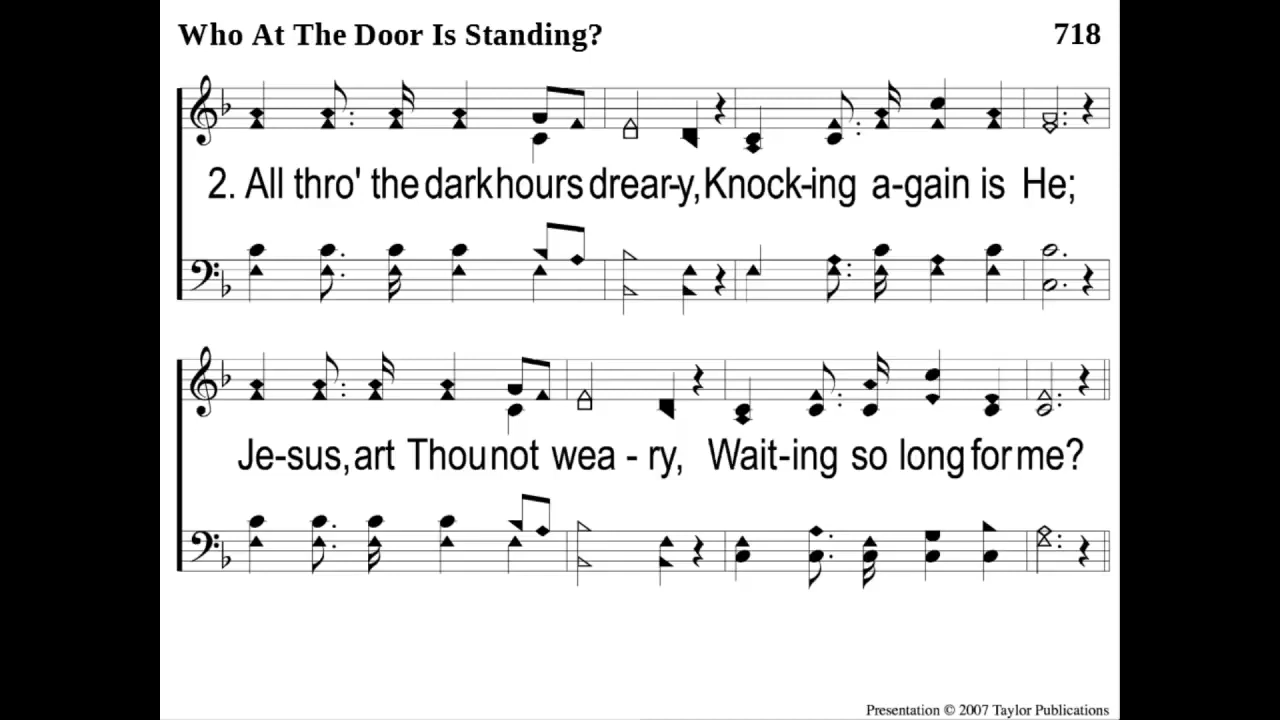 Who At The Door Is Standing? 718
2. All thro' the dark hours drear-y, Knock-ing a-gain is He;
Je-sus, art Thou not wea - ry, Wait-ing so long for me?
Presentation © 2007 Taylor Publications